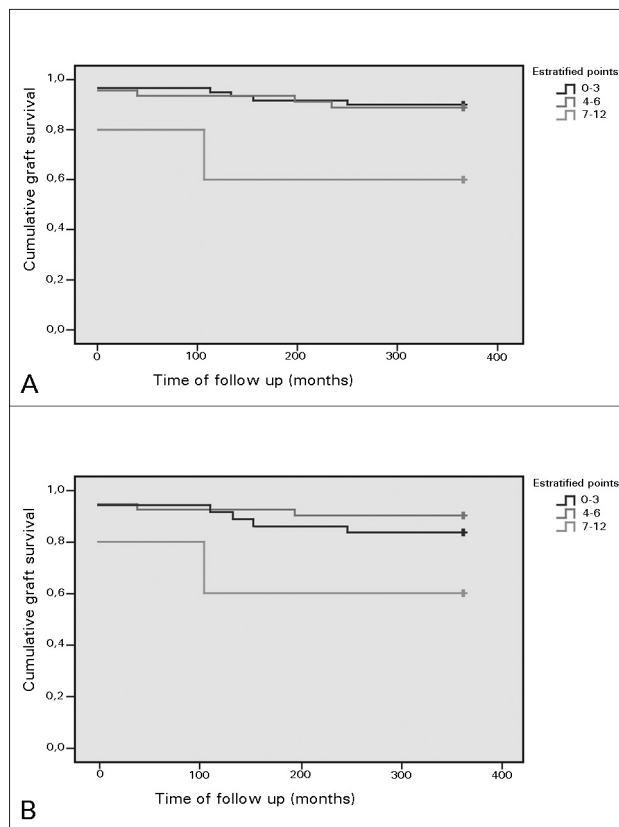 Estratified points
0-3
4-6
7-12
Cumulative graft survival
1,0
0,8
0,6
0,4
0,2
0,0
0 100 200 300 400
Time of follow up (months)
A
Estratified points
0-3
4-6
7-12
Cumulative graft survival
1,0
0,8
0,6
0,4
0,2
0,0
0 100 200 300 400
Time of follow up (months)
B